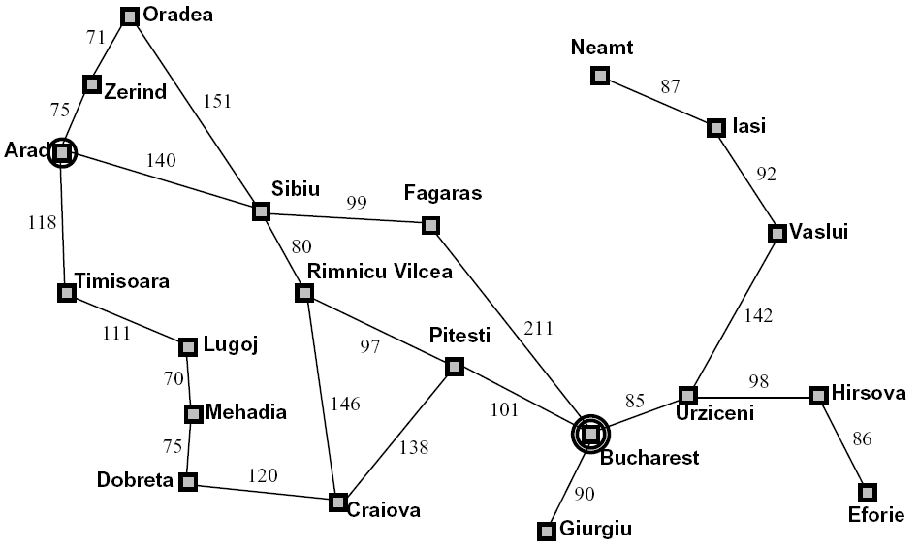 Oradea
71
Neamt
Zerind
87
75
151
Iasi
Arad
140
92
Sibiu
Fagaras
99
118
Vaslui
80
Timisoara
Rimnicu Vilcea
142
111
211
Lugoj
97
Pitesti
70
98
Hirsova
146
101
85
Mehadia
Urziceni
75
138
86
Dobreta
120
Bucharest
90
Craiova
Eforie
Giurgiu